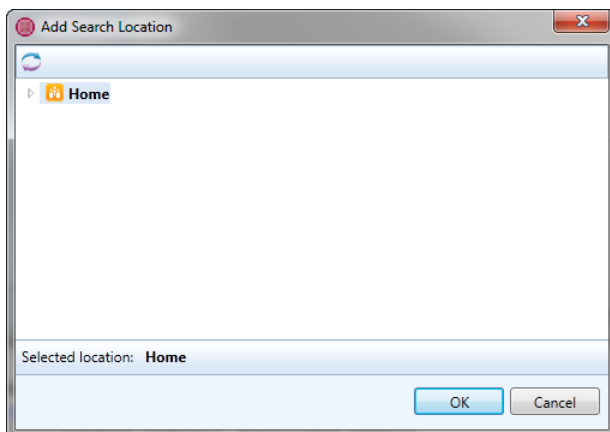 Add Search Location
Home
Selected location: Home
OK
Cancel